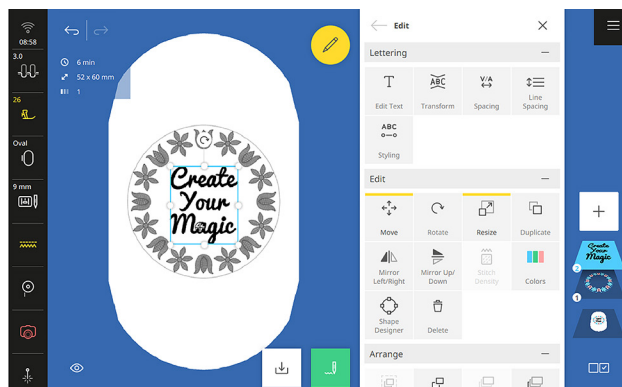 08:58
3.0
26
Oval
9 mm
6 min
52 x 60 mm
1
Create
Your
Magic
Edit
Lettering
T
Edit Text
ABC
Transform
V/A
Spacing
Line
Spacing
ABC
Styling
Edit
Move
Rotate
Resize
Duplicate
Mirror
Left/Right
Mirror Up/
Down
Stitch
Density
Colors
Shape
Designer
Delete
Arrange
Create
Your
Magic
2
1